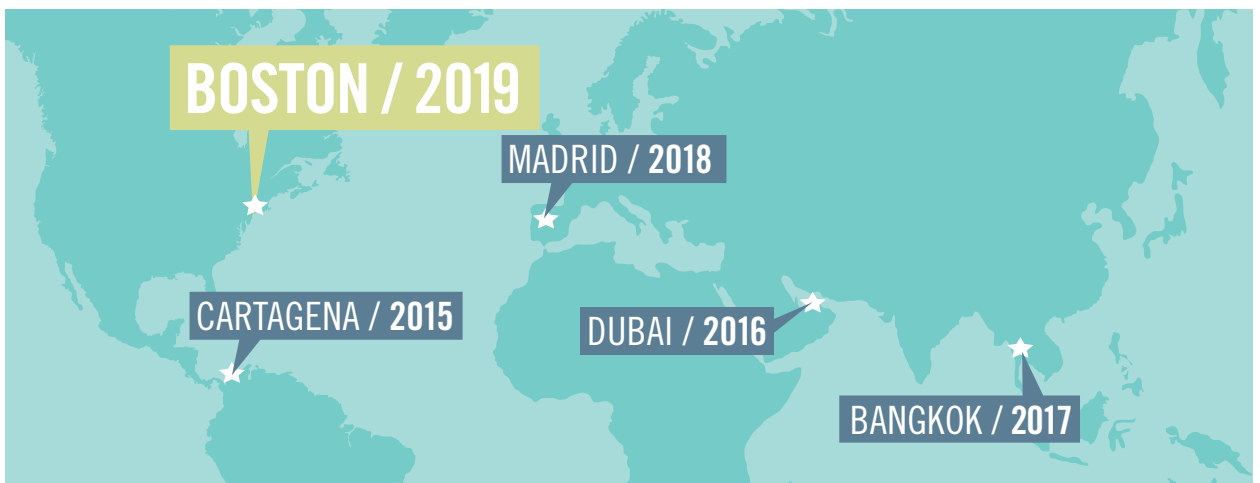 BOSTON / 2019
MADRID / 2018
CARTAGENA / 2015
DUBAI / 2016
BANGKOK / 2017